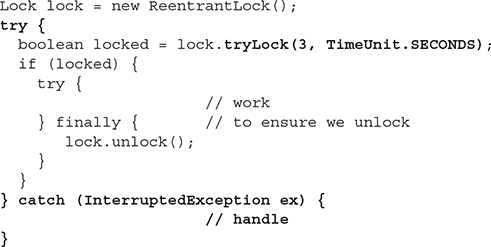 Lock lock = new ReentrantLock();
try {
  boolean locked = lock.tryLock(3, TimeUnit.SECONDS);
  if (locked) {
    try {
                      // work
    } finally {       // to ensure we unlock
       lock.unlock();
    }
  }
} catch (InterruptedException ex) {
                      // handle
}